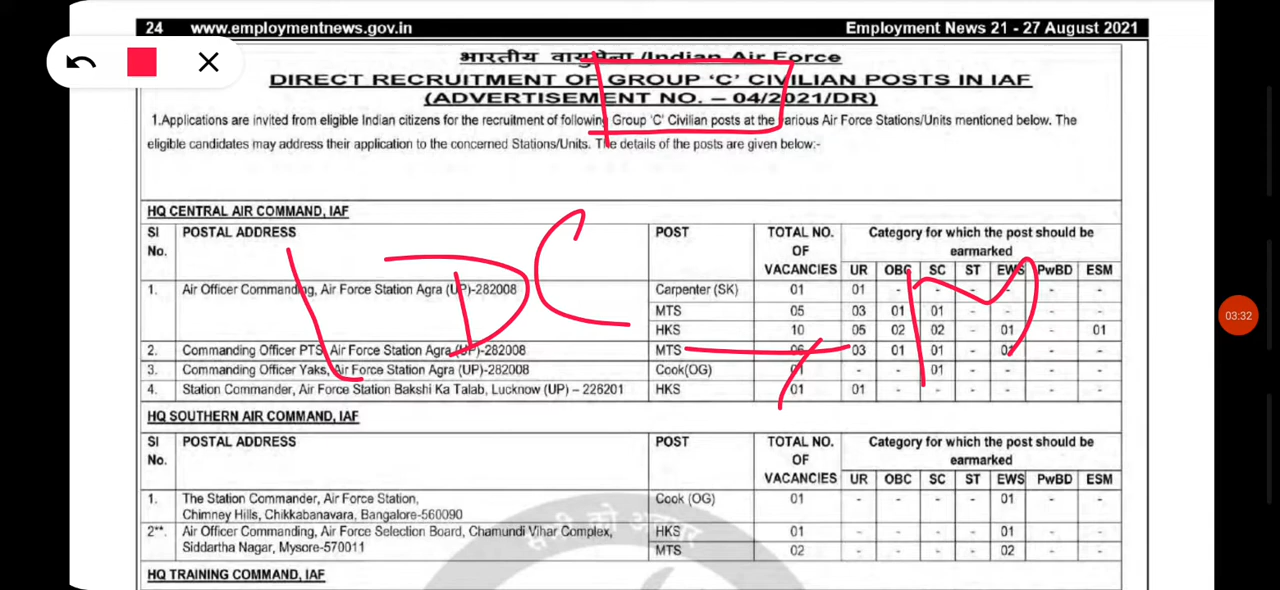 24 www.employmentnews.gov.in Employment News 21 - 27 August 2021
भारतीय वायुसेना /Indian Air Force
DIRECT RECRUITMENT OF GROUP ‘C’ CIVILIAN POSTS IN IAF
(ADVERTISEMENT NO. – 04/2021/DR)
1.Applications are invited from eligible Indian citizens for the recruitment of following Group ‘C’ Civilian posts at the various Air Force Stations/Units mentioned below. The
eligible candidates may address their application to the concerned Stations/Units. The details of the posts are given below:-
HQ CENTRAL AIR COMMAND, IAF
Sl No. POSTAL ADDRESS POST TOTAL NO. OF VACANCIES Category for which the post should be earmarked
UR OBC SC ST EWS PwBD ESM
1. Air Officer Commanding, Air Force Station Agra (UP)-282008 Carpenter (SK) 01 01 - - - - - -
MTS 05 03 01 01 - - - -
HKS 10 05 02 02 - 01 - 01
2. Commanding Officer PTS, Air Force Station Agra (UP)-282008 MTS 06 03 01 01 - 01 - -
3. Commanding Officer Yaks, Air Force Station Agra (UP)-282008 Cook(OG) 01 - - 01 - - - -
4. Station Commander, Air Force Station Bakshi Ka Talab, Lucknow (UP) – 226201 HKS 01 01 - - - - - -
LDC
HQ SOUTHERN AIR COMMAND, IAF
Sl No. POSTAL ADDRESS POST TOTAL NO. OF VACANCIES Category for which the post should be earmarked
UR OBC SC ST EWS PwBD ESM
1. The Station Commander, Air Force Station, Chimney Hills, Chikkabanavara, Bangalore-560090 Cook (OG) 01 - - - - 01 - -
2**. Air Officer Commanding, Air Force Selection Board, Chamundi Vihar Complex, Siddartha Nagar, Mysore-570011 HKS 01 - - - - 01 - -
MTS 02 - - - - 02 - -
HQ TRAINING COMMAND, IAF
03:32